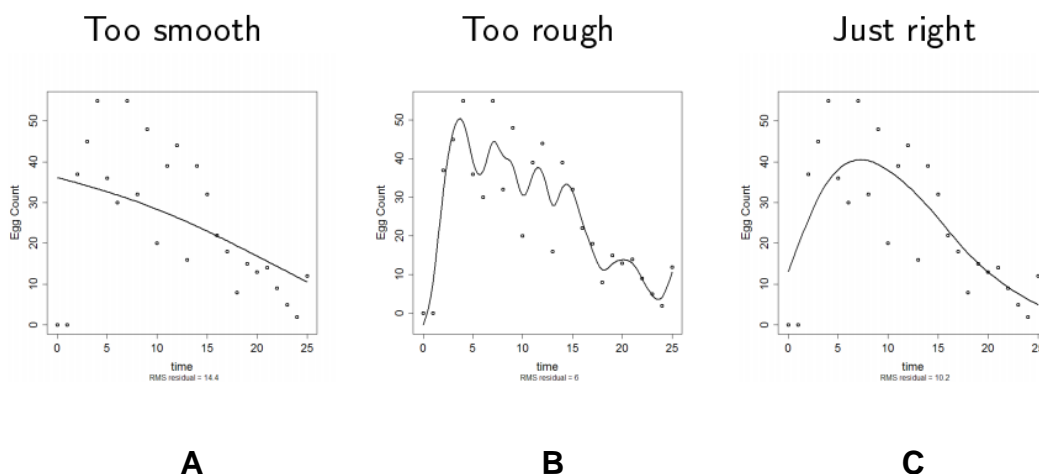 Too smooth
Too rough
Just right
50
40
30
20
10
0
Egg Count
0 5 10 15 20 25
time
RMS residual = 14.4
50
40
30
20
10
0
Egg Count
0 5 10 15 20 25
time
RMS residual = 6
50
40
30
20
10
0
Egg Count
0 5 10 15 20 25
time
RMS residual = 10.2
A
B
C